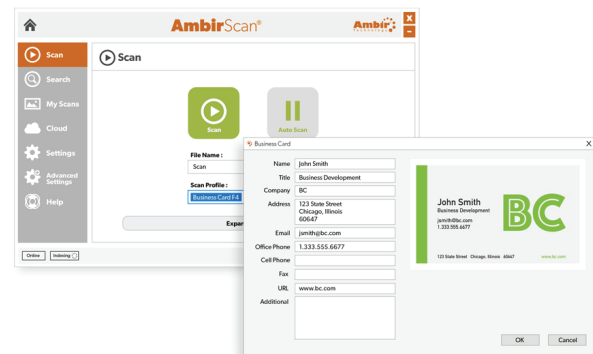 AmbirScan®
Ambir
Technology
X
–
Scan
Search
My Scans
Cloud
Settings
Advanced
Settings
Help
Online
Indexing
Scan
Scan
Auto Scan
File Name :
Scan
Scan Profile :
Business Card F4
Expan
Business Card
X
Name
John Smith
Title
Business Development
Company
BC
Address
123 State Street
Chicago, Illinois
60647
Email
jsmith@bc.com
Office Phone
1.333.555.6677
Cell Phone
Fax
URL
www.bc.com
Additional
John Smith
Business Development
jsmith@bc.com
1.333.555.6677
BC
123 State Street Chicago, Illinois 60647
www.bc.com
OK
Cancel